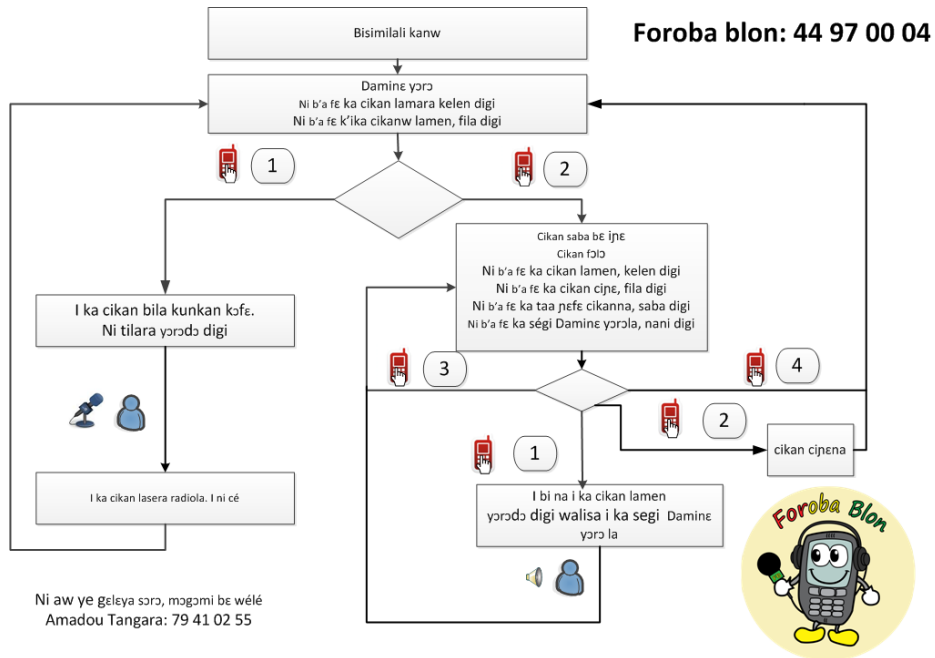 Bisimilali kanw
Foroba blon: 44 97 00 04
Daminɛ yɔrɔ
Ni b'a fɛ ka cikan lamara kelen digi
Ni b'a fɛ k'ika cikanw lamen, fila digi
1
2
Cikan saba bɛ iɲɛ
Cikan fɔlɔ
Ni b'a fɛ ka cikan lamen, kelen digi
Ni b'a fɛ ka cikan ciɲɛ, fila digi
Ni b'a fɛ ka taa ɲɛfɛ cikanna, saba digi
Ni b'a fɛ ka ségi Daminɛ yɔrɔla, nani digi
I ka cikan bila kunkan kɔfɛ.
Ni tilara yɔrɔdɔ digi
3
4
2
1
cikan ciɲɛna
I ka cikan lasera radiola. I ni cé
I bi na i ka cikan lamen
yɔrɔdɔ digi walisa i ka segi Daminɛ
yɔrɔ la
Foroba Blon
Ni aw ye gɛlɛya sɔrɔ, mɔgɔmi bɛ wélé
Amadou Tangara: 79 41 02 55